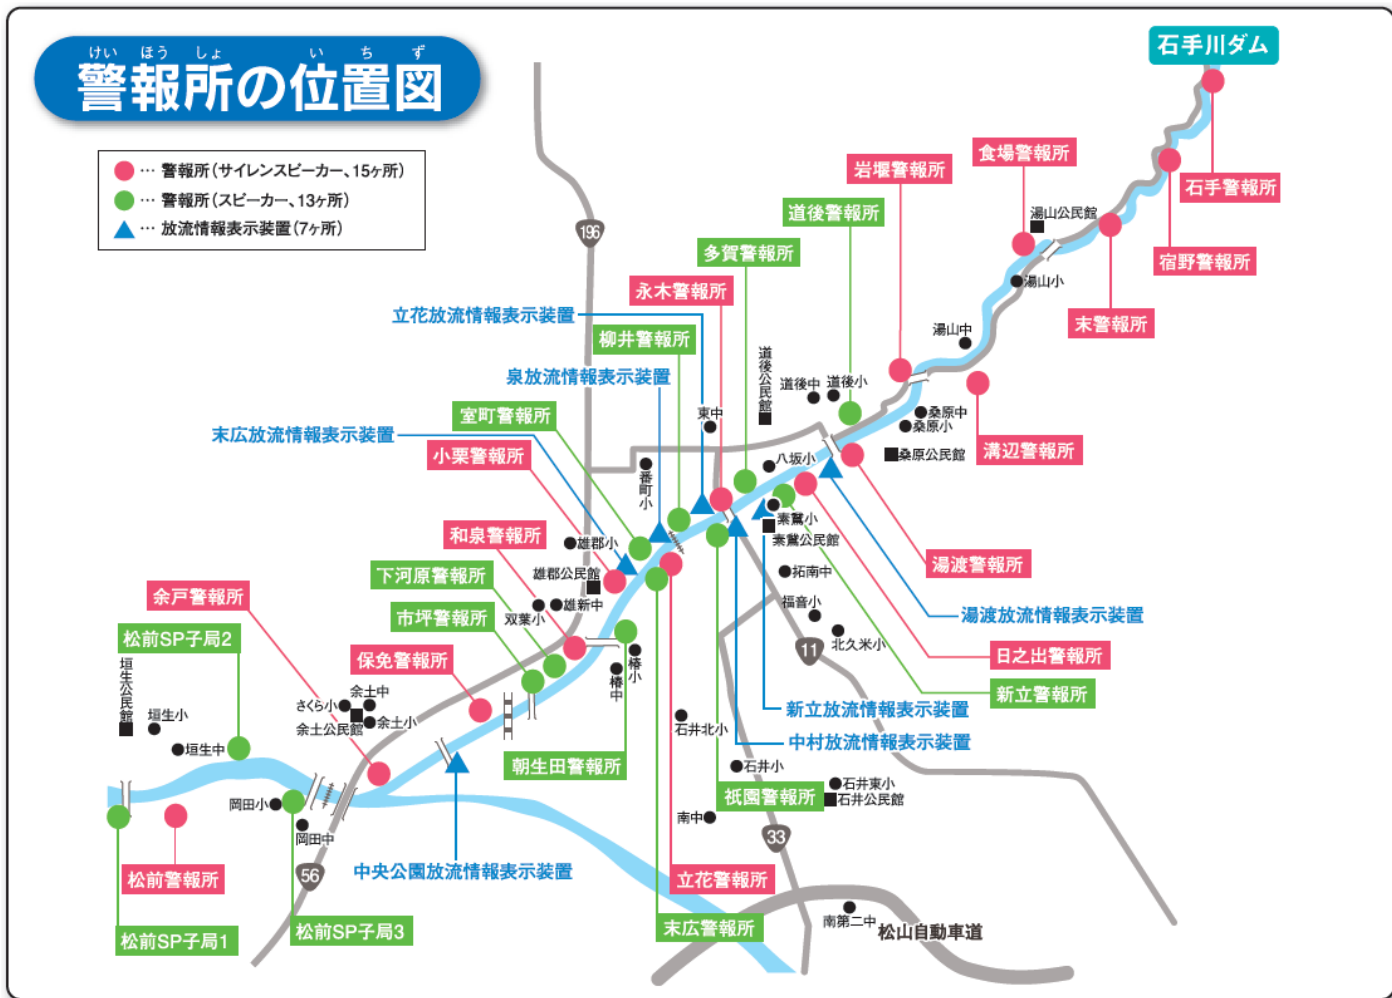 けい ほう しょ い ち ず
警報所の位置図
石手川ダム
● … 警報所(サイレンスピーカー、15ヶ所)
● … 警報所(スピーカー、13ヶ所)
▲ … 放流情報表示装置(7ヶ所)
食場警報所
岩堰警報所
石手警報所
道後警報所
湯山公民館
196
多賀警報所
宿野警報所
永木警報所
湯山小
立花放流情報表示装置
末警報所
柳井警報所
湯山中
道後公民館
泉放流情報表示装置
道後中
道後小
室町警報所
東中
桑原中
桑原小
末広放流情報表示装置
小栗警報所
溝辺警報所
桑原公民館
八坂小
番町小
素鵞小
和泉警報所
雄郡小
素鵞公民館
湯渡警報所
下河原警報所
雄郡公民館
拓南中
余戸警報所
双葉小
雄新中
福音小
湯渡放流情報表示装置
市坪警報所
松前SP子局2
北久米小
11
日之出警報所
保免警報所
椿小
椿中
垣生公民館
新立警報所
余土中
さくら小
新立放流情報表示装置
垣生小
余土公民館
余土小
石井北小
中村放流情報表示装置
垣生中
朝生田警報所
石井小
石井東小
祇園警報所
石井公民館
岡田小
南中
岡田中
33
松前警報所
56
中央公園放流情報表示装置
立花警報所
南第二中
松前SP子局1
松前SP子局3
末広警報所
松山自動車道